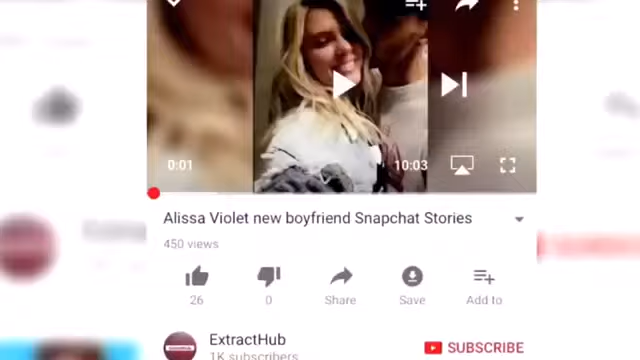 0:01
10:03
Alissa Violet new boyfriend Snapchat Stories
450 views
26
0
Share
Save
Add to
ExtractHub
SUBSCRIBE
1K subscribers